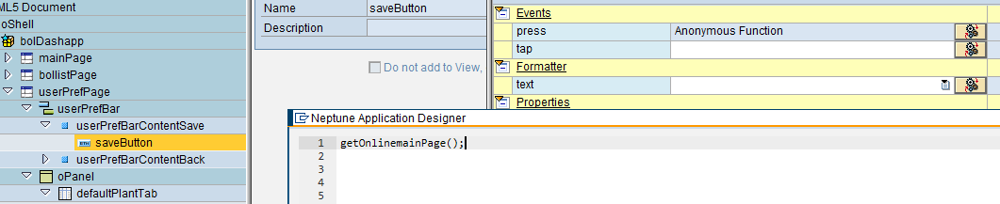 ML5 Document
oShell
bolDashapp
mainPage
bollistPage
userPrefPage
userPrefBar
userPrefBarContentSave
saveButton
userPrefBarContentBack
oPanel
defaultPlantTab
Name saveButton
Description
Do not add to View,
Events
press Anonymous Function
tap
Formatter
text
Properties
Neptune Application Designer
1 getOnlinemainPage();
2
3
4
5